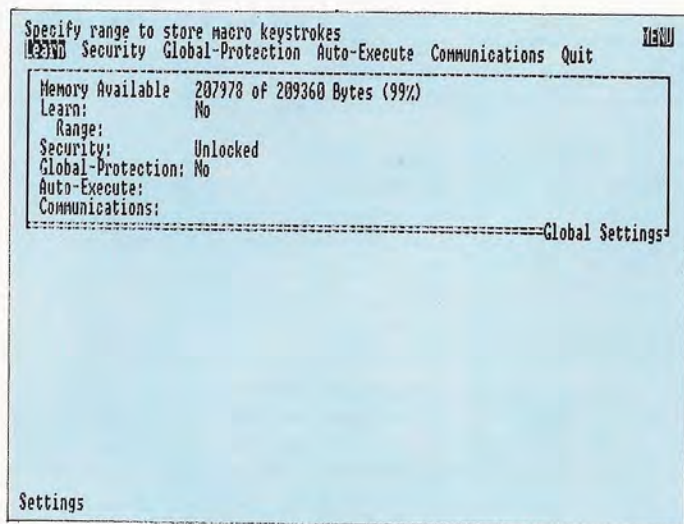 Specify range to store macro keystrokes MENU
Learn Security Global-Protection Auto-Execute Communications Quit
Memory Available 207978 of 209360 Bytes (99%)
Learn: No
Range:
Security: Unlocked
Global-Protection: No
Auto-Execute:
Communications:
Global Settings
Settings